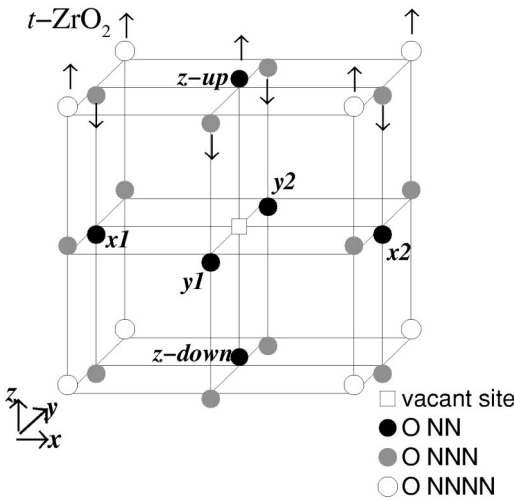 t–ZrO₂
z–up
y2
x1
x2
y1
z–down
z
y
x
vacant site
O NN
O NNN
O NNNN